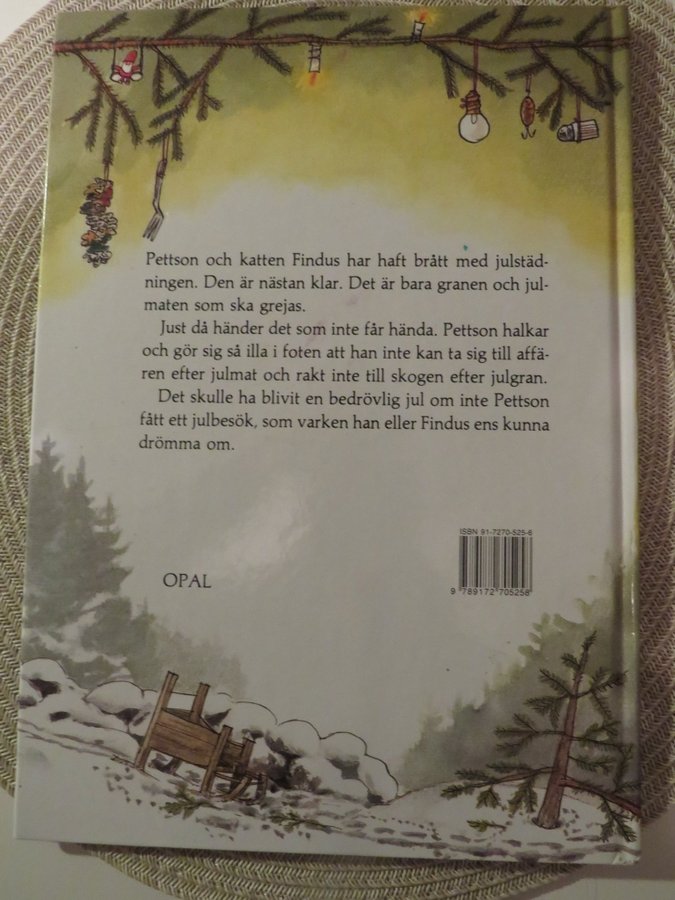 Pettson och katten Findus har haft brått med julstäd-
ningen. Den är nästan klar. Det är bara granen och jul-
maten som ska grejas.
Just då händer det som inte får hända. Pettson halkar
och gör sig så illa i foten att han inte kan ta sig till affä-
ren efter julmat och rakt inte till skogen efter julgran.
Det skulle ha blivit en bedrövlig jul om inte Pettson
fått ett julbesök, som varken han eller Findus ens kunna
drömma om.
ISBN 91-7270-525-6
OPAL
9 789172 705258